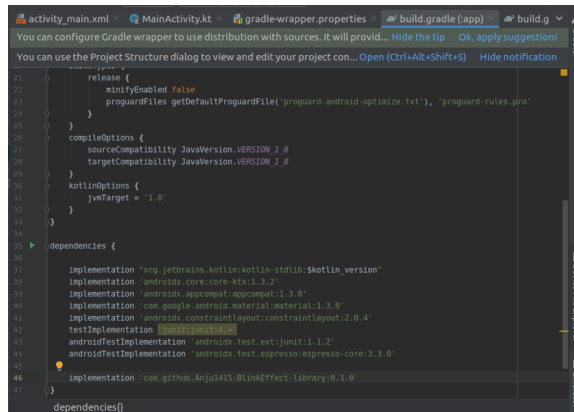 activity_main.xml × MainActivity.kt × gradle-wrapper.properties × build.gradle (:app) × build.g
You can configure Gradle wrapper to use distribution with sources. It will provid... Hide the tip Ok, apply suggestion!
You can use the Project Structure dialog to view and edit your project con... Open (Ctrl+Alt+Shift+S) Hide notification
21 release {
22 minifyEnabled false
23 proguardFiles getDefaultProguardFile('proguard-android-optimize.txt'), 'proguard-rules.pro'
24 }
25 }
26 compileOptions {
27 sourceCompatibility JavaVersion.VERSION_1_8
28 targetCompatibility JavaVersion.VERSION_1_8
29 }
30 kotlinOptions {
31 jvmTarget = '1.8'
32 }
33 }
34
35 dependencies {
36
37 implementation "org.jetbrains.kotlin:kotlin-stdlib:$kotlin_version"
38 implementation 'androidx.core:core-ktx:1.3.2'
39 implementation 'androidx.appcompat:appcompat:1.3.0'
40 implementation 'com.google.android.material:material:1.3.0'
41 implementation 'androidx.constraintlayout:constraintlayout:2.0.4'
42 testImplementation 'junit:junit:4.+'
43 androidTestImplementation 'androidx.test.ext:junit:1.1.2'
44 androidTestImplementation 'androidx.test.espresso:espresso-core:3.3.0'
45
46 implementation 'com.github.Anju1415:BlinkEffect-library:0.1.0'
47 }
dependencies{}